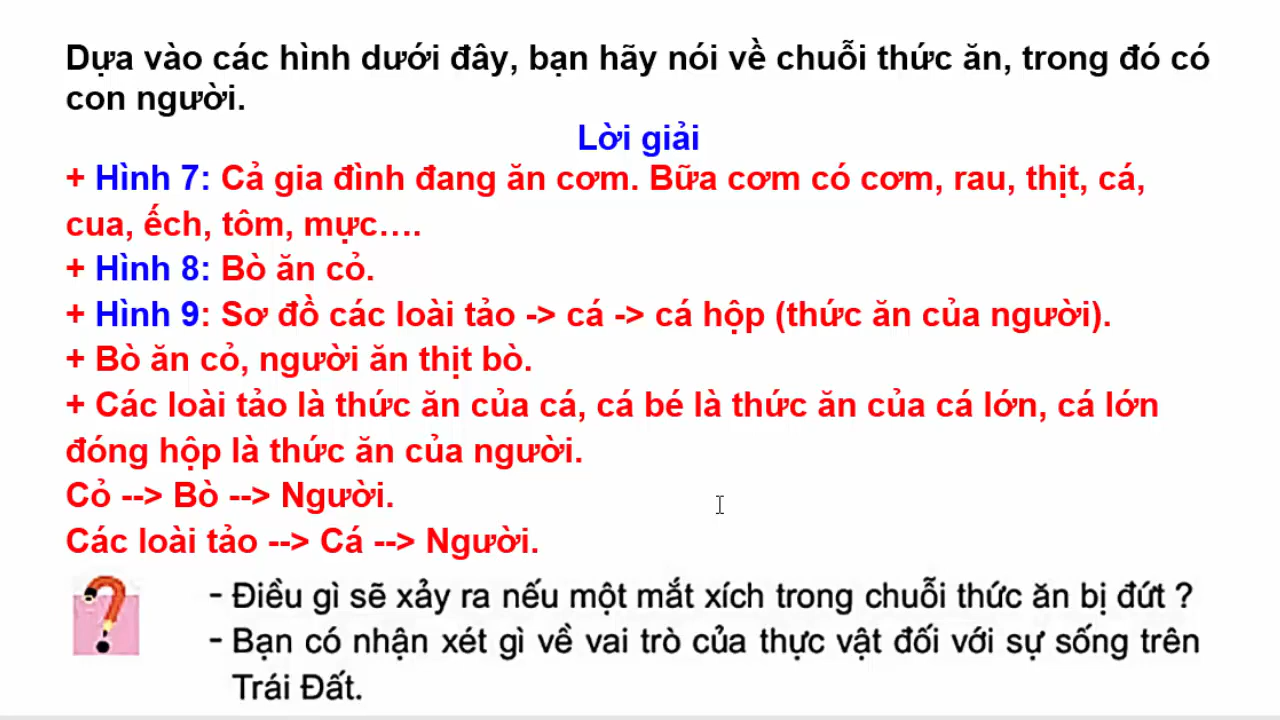 Dựa vào các hình dưới đây, bạn hãy nói về chuỗi thức ăn, trong đó có
con người.
Lời giải
+ Hình 7: Cả gia đình đang ăn cơm. Bữa cơm có cơm, rau, thịt, cá,
cua, ếch, tôm, mực….
+ Hình 8: Bò ăn cỏ.
+ Hình 9: Sơ đồ các loài tảo -> cá -> cá hộp (thức ăn của người).
+ Bò ăn cỏ, người ăn thịt bò.
+ Các loài tảo là thức ăn của cá, cá bé là thức ăn của cá lớn, cá lớn
đóng hộp là thức ăn của người.
Cỏ --> Bò --> Người.
Các loài tảo --> Cá --> Người.
- Điều gì sẽ xảy ra nếu một mắt xích trong chuỗi thức ăn bị đứt ?
- Bạn có nhận xét gì về vai trò của thực vật đối với sự sống trên
Trái Đất.